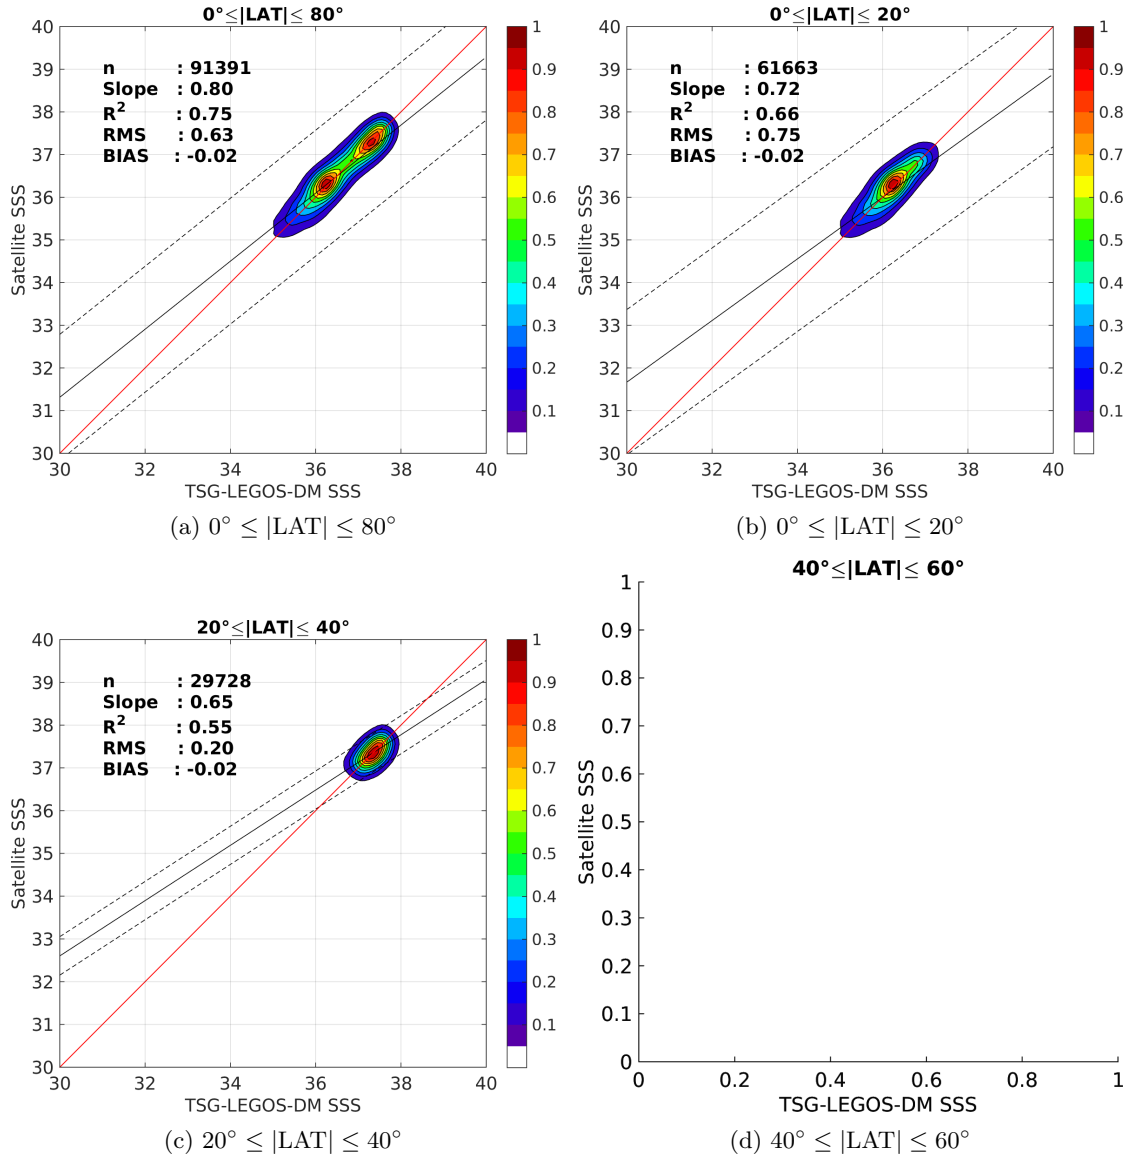 0°≤|LAT|≤ 80°
40
39
38
37
36
35
34
33
32
31
30
n : 91391
Slope : 0.80
R² : 0.75
RMS : 0.63
BIAS : -0.02
Satellite SSS
30 32 34 36 38 40
TSG-LEGOS-DM SSS
1
0.9
0.8
0.7
0.6
0.5
0.4
0.3
0.2
0.1
(a) 0° ≤ |LAT| ≤ 80°
0°≤|LAT|≤ 20°
40
39
38
37
36
35
34
33
32
31
30
n : 61663
Slope : 0.72
R² : 0.66
RMS : 0.75
BIAS : -0.02
Satellite SSS
30 32 34 36 38 40
TSG-LEGOS-DM SSS
1
0.9
0.8
0.7
0.6
0.5
0.4
0.3
0.2
0.1
(b) 0° ≤ |LAT| ≤ 20°
20°≤|LAT|≤ 40°
40
39
38
37
36
35
34
33
32
31
30
n : 29728
Slope : 0.65
R² : 0.55
RMS : 0.20
BIAS : -0.02
Satellite SSS
30 32 34 36 38 40
TSG-LEGOS-DM SSS
1
0.9
0.8
0.7
0.6
0.5
0.4
0.3
0.2
0.1
(c) 20° ≤ |LAT| ≤ 40°
40°≤|LAT|≤ 60°
1
0.9
0.8
0.7
0.6
0.5
0.4
0.3
0.2
0.1
0
Satellite SSS
0 0.2 0.4 0.6 0.8 1
TSG-LEGOS-DM SSS
(d) 40° ≤ |LAT| ≤ 60°